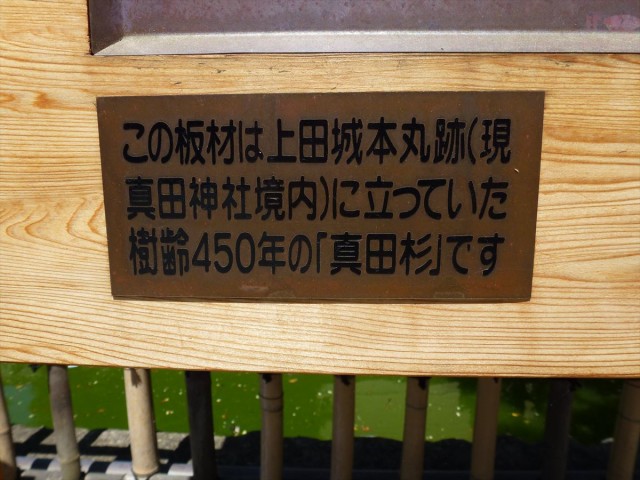 この板材は上田城本丸跡(現
真田神社境内)に立っていた
樹齢450年の「真田杉」です